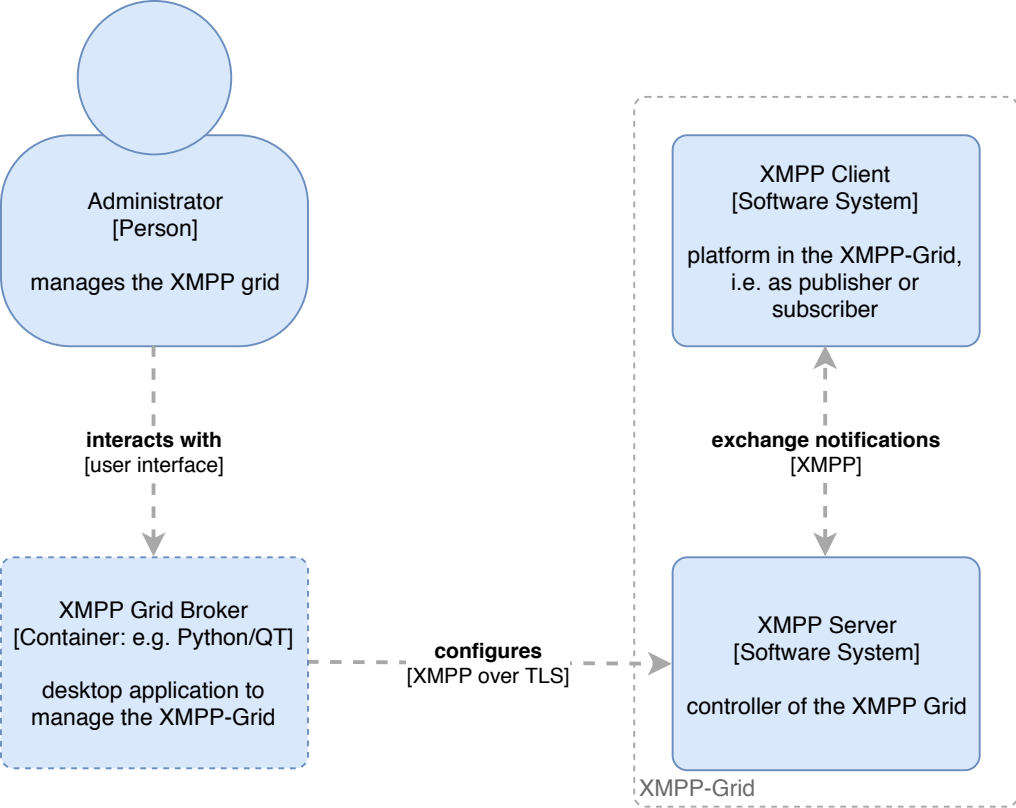 Administrator
[Person]
manages the XMPP grid
XMPP Client
[Software System]
platform in the XMPP-Grid,
i.e. as publisher or
subscriber
interacts with
[user interface]
exchange notifications
[XMPP]
XMPP Grid Broker
[Container: e.g. Python/QT]
desktop application to
manage the XMPP-Grid
configures
[XMPP over TLS]
XMPP Server
[Software System]
controller of the XMPP Grid
XMPP-Grid